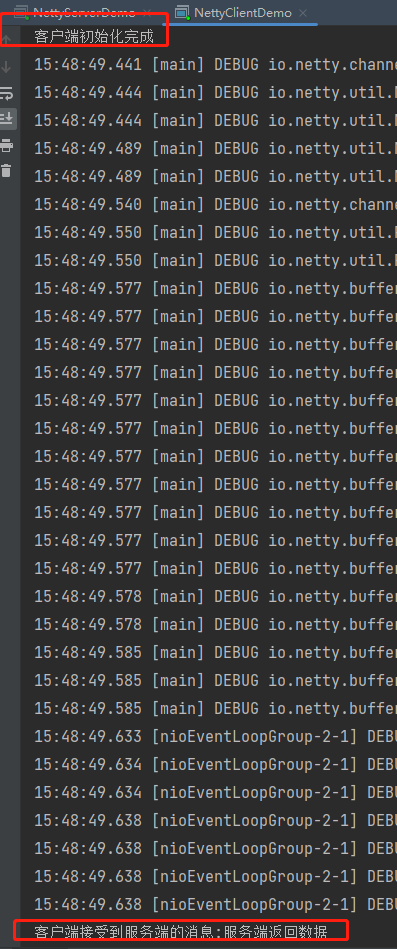 NettyServerDemo NettyClientDemo
客户端初始化完成
15:48:49.441 [main] DEBUG io.netty.channe
15:48:49.444 [main] DEBUG io.netty.util.
15:48:49.444 [main] DEBUG io.netty.util.
15:48:49.489 [main] DEBUG io.netty.util.
15:48:49.489 [main] DEBUG io.netty.util.
15:48:49.540 [main] DEBUG io.netty.channe
15:48:49.550 [main] DEBUG io.netty.util.
15:48:49.550 [main] DEBUG io.netty.util.
15:48:49.577 [main] DEBUG io.netty.buffer
15:48:49.577 [main] DEBUG io.netty.buffer
15:48:49.577 [main] DEBUG io.netty.buffer
15:48:49.577 [main] DEBUG io.netty.buffer
15:48:49.577 [main] DEBUG io.netty.buffer
15:48:49.577 [main] DEBUG io.netty.buffer
15:48:49.577 [main] DEBUG io.netty.buffer
15:48:49.577 [main] DEBUG io.netty.buffer
15:48:49.577 [main] DEBUG io.netty.buffer
15:48:49.577 [main] DEBUG io.netty.buffer
15:48:49.577 [main] DEBUG io.netty.buffer
15:48:49.578 [main] DEBUG io.netty.buffer
15:48:49.578 [main] DEBUG io.netty.buffer
15:48:49.585 [main] DEBUG io.netty.buffer
15:48:49.585 [main] DEBUG io.netty.buffer
15:48:49.585 [main] DEBUG io.netty.buffer
15:48:49.633 [nioEventLoopGroup-2-1] DEBU
15:48:49.634 [nioEventLoopGroup-2-1] DEBU
15:48:49.634 [nioEventLoopGroup-2-1] DEBU
15:48:49.638 [nioEventLoopGroup-2-1] DEBU
15:48:49.638 [nioEventLoopGroup-2-1] DEBU
15:48:49.638 [nioEventLoopGroup-2-1] DEBU
15:48:49.638 [nioEventLoopGroup-2-1] DEBU
客户端接受到服务端的消息:服务端返回数据